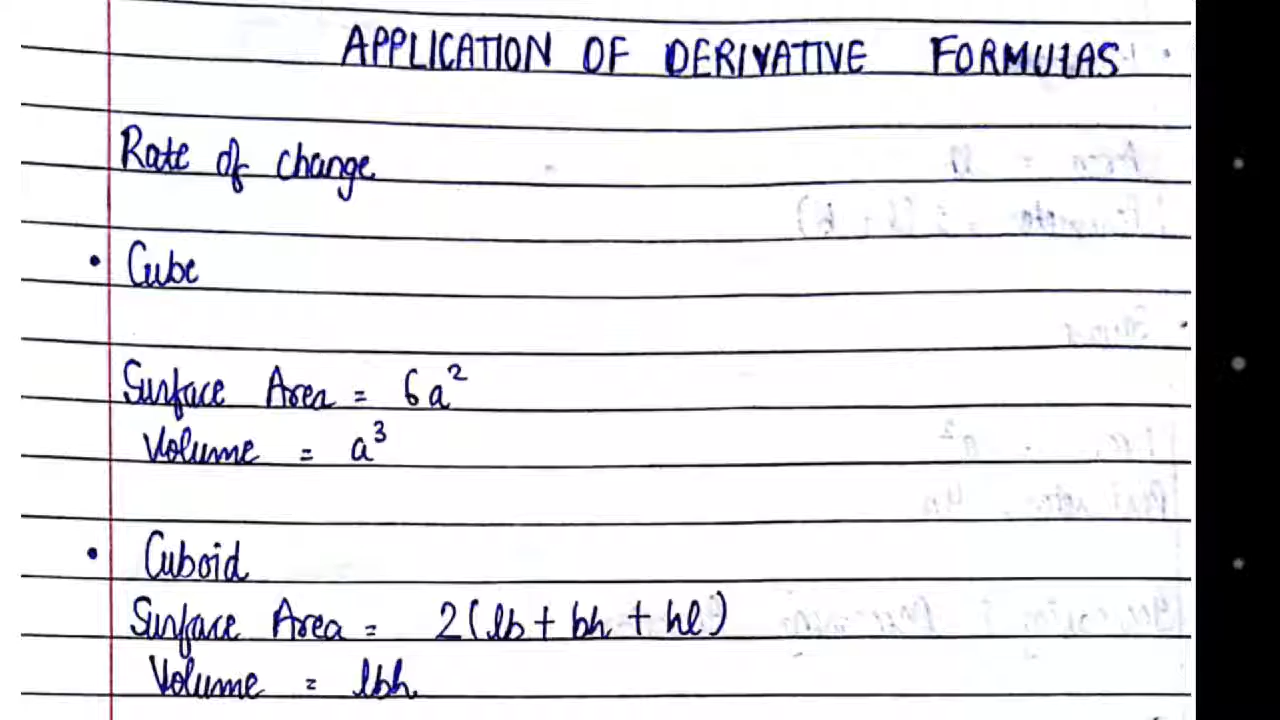 APPLICATION OF DERIVATIVE FORMULAS
Rate of change
• Cube
Surface Area = 6a²
Volume = a³
• Cuboid
Surface Area = 2(lb + bh + hl)
Volume = lbh